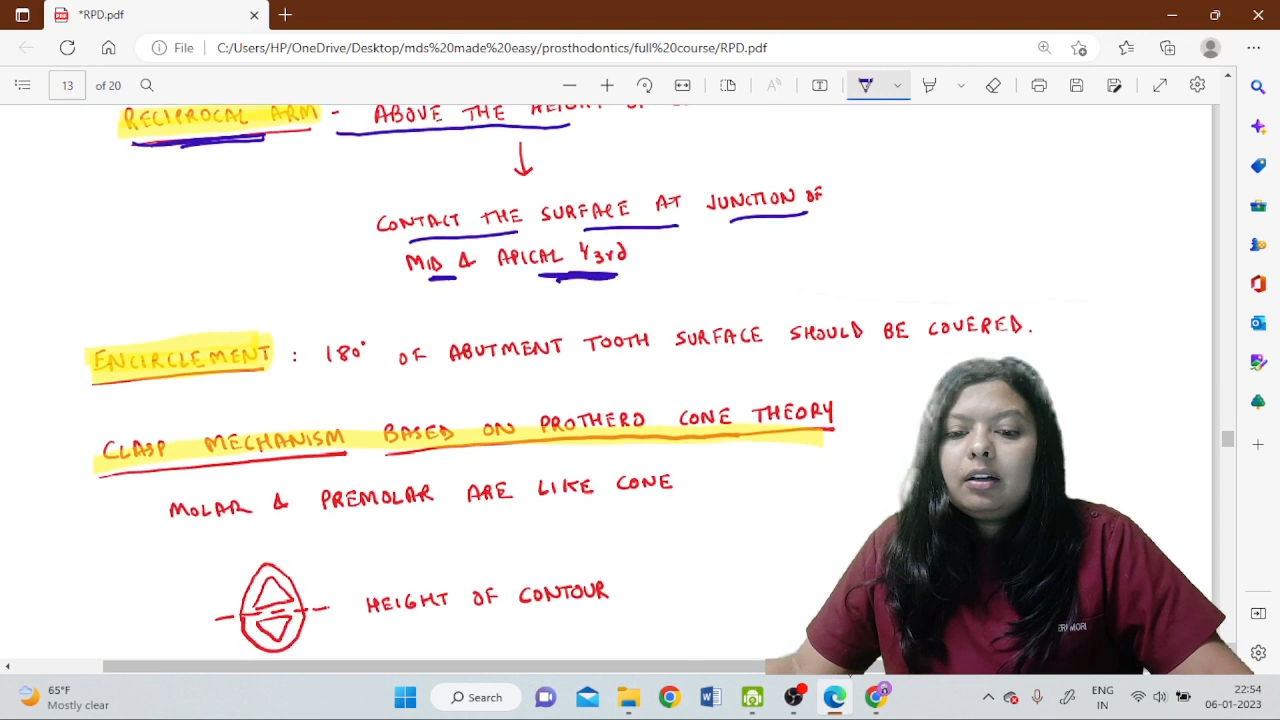 *RPD.pdf
File
C:/Users/HP/OneDrive/Desktop/mds%20made%20easy/prosthodontics/full%20course/RPD.pdf
13 of 20
RECIPROCAL ARM - ABOVE THE HEIGHT OF
CONTACT THE SURFACE AT JUNCTION OF
MID & APICAL 1/3rd
ENCIRCLEMENT : 180° OF ABUTMENT TOOTH SURFACE SHOULD BE COVERED.
CLASP MECHANISM BASED ON PROTHERO CONE THEORY
MOLAR & PREMOLAR ARE LIKE CONE
HEIGHT OF CONTOUR
65°F
Mostly clear
Search
ENG
IN
22:54
06-01-2023